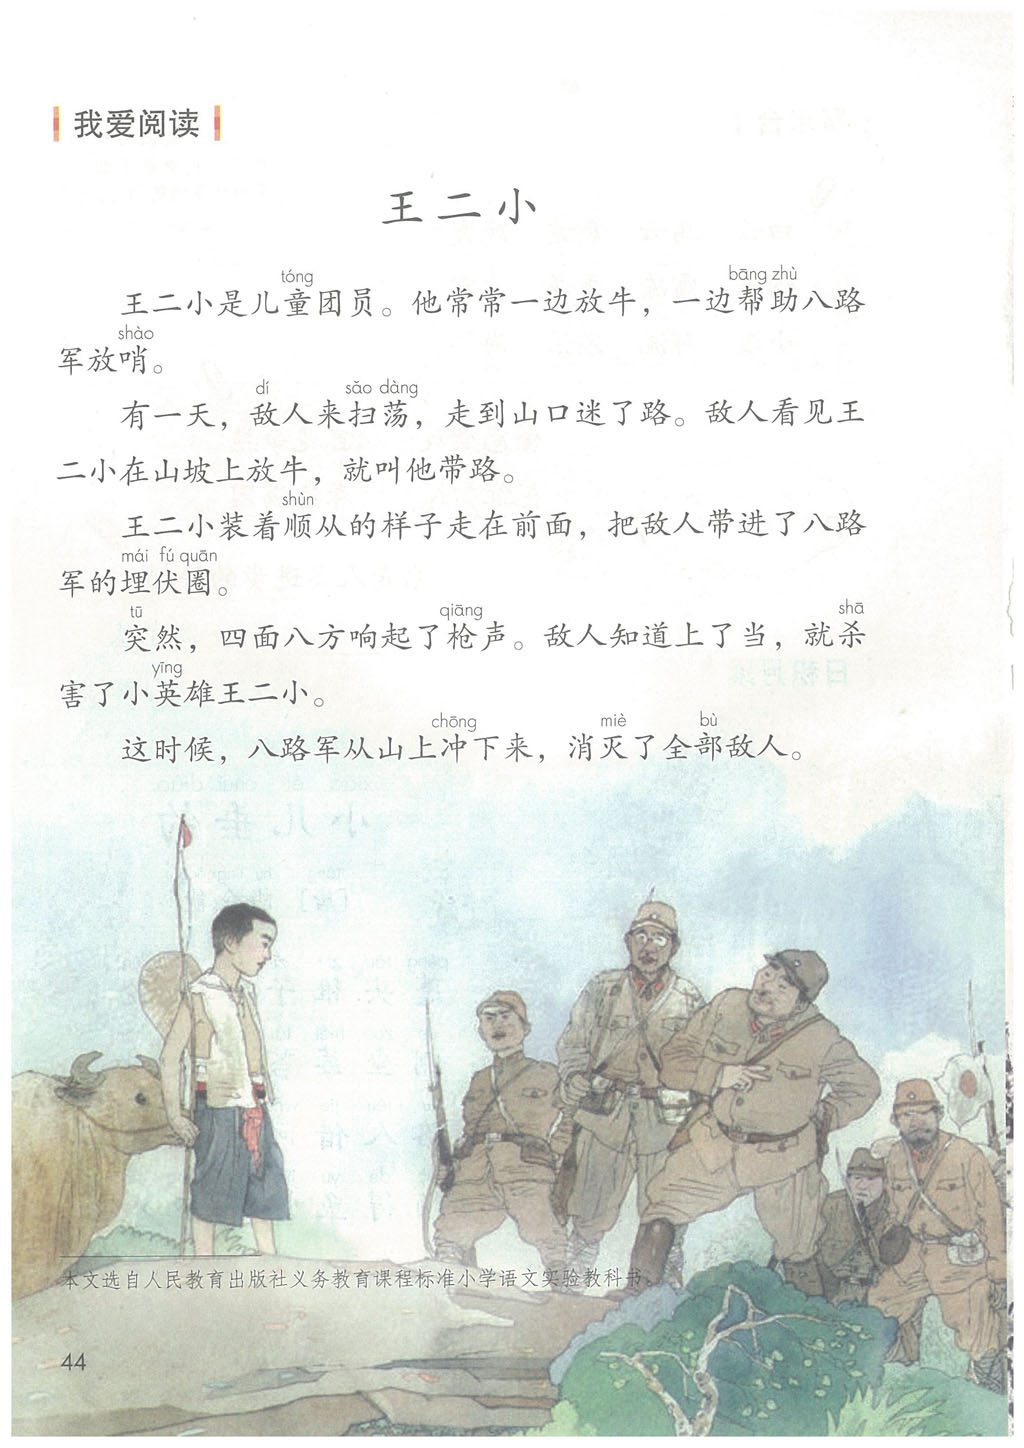 我爱阅读
王二小
tóng bāng zhù
王二小是儿童团员。他常常一边放牛，一边帮助八路
shào
军放哨。
dí sǎo dàng
有一天，敌人来扫荡，走到山口迷了路。敌人看见王
二小在山坡上放牛，就叫他带路。
shùn
王二小装着顺从的样子走在前面，把敌人带进了八路
mái fú quān
军的埋伏圈。
tū qiāng shā
突然，四面八方响起了枪声。敌人知道上了当，就杀
yīng
害了小英雄王二小。
chōng miè bù
这时候，八路军从山上冲下来，消灭了全部敌人。
本文选自人民教育出版社义务教育课程标准小学语文实验教科书。
44